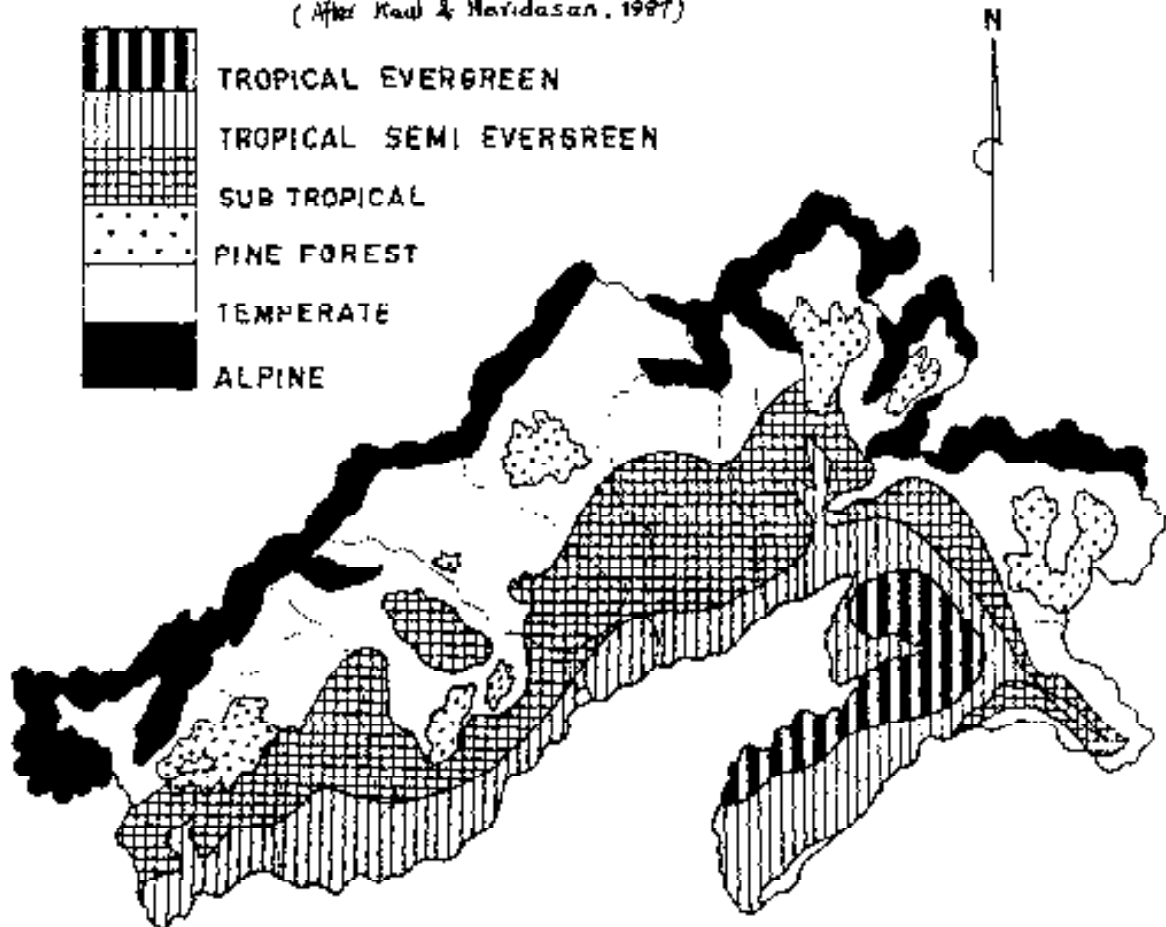 (After Kaul & Haridasan, 1987)
N
TROPICAL EVERGREEN
TROPICAL SEMI EVERGREEN
SUB TROPICAL
PINE FOREST
TEMPERATE
ALPINE